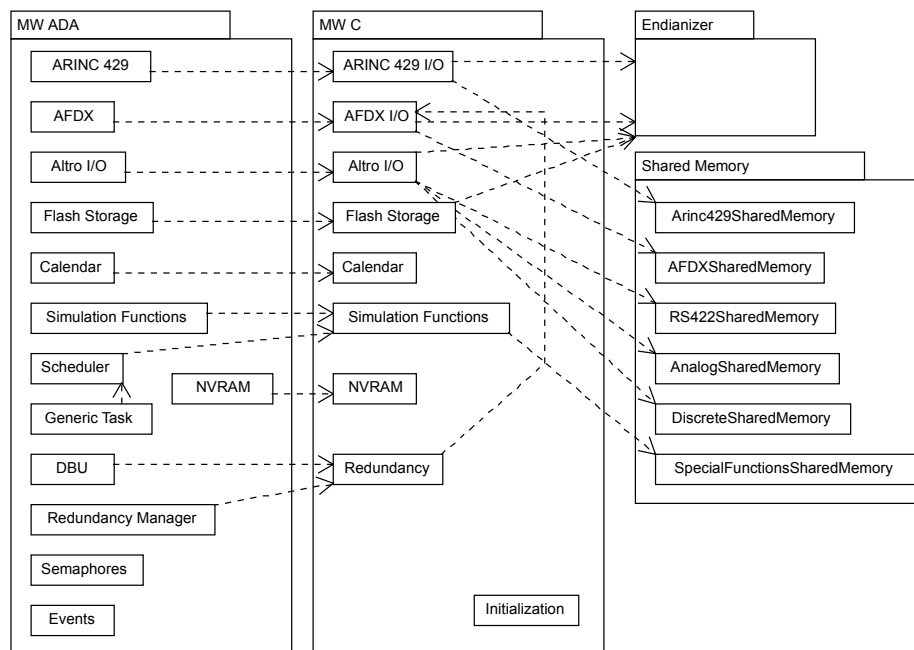 MW ADA
ARINC 429
AFDX
Altro I/O
Flash Storage
Calendar
Simulation Functions
Scheduler
NVRAM
Generic Task
DBU
Redundancy Manager
Semaphores
Events
MW C
ARINC 429 I/O
AFDX I/O
Altro I/O
Flash Storage
Calendar
Simulation Functions
NVRAM
Redundancy
Initialization
Endianizer
Shared Memory
Arinc429SharedMemory
AFDXSharedMemory
RS422SharedMemory
AnalogSharedMemory
DiscreteSharedMemory
SpecialFunctionsSharedMemory